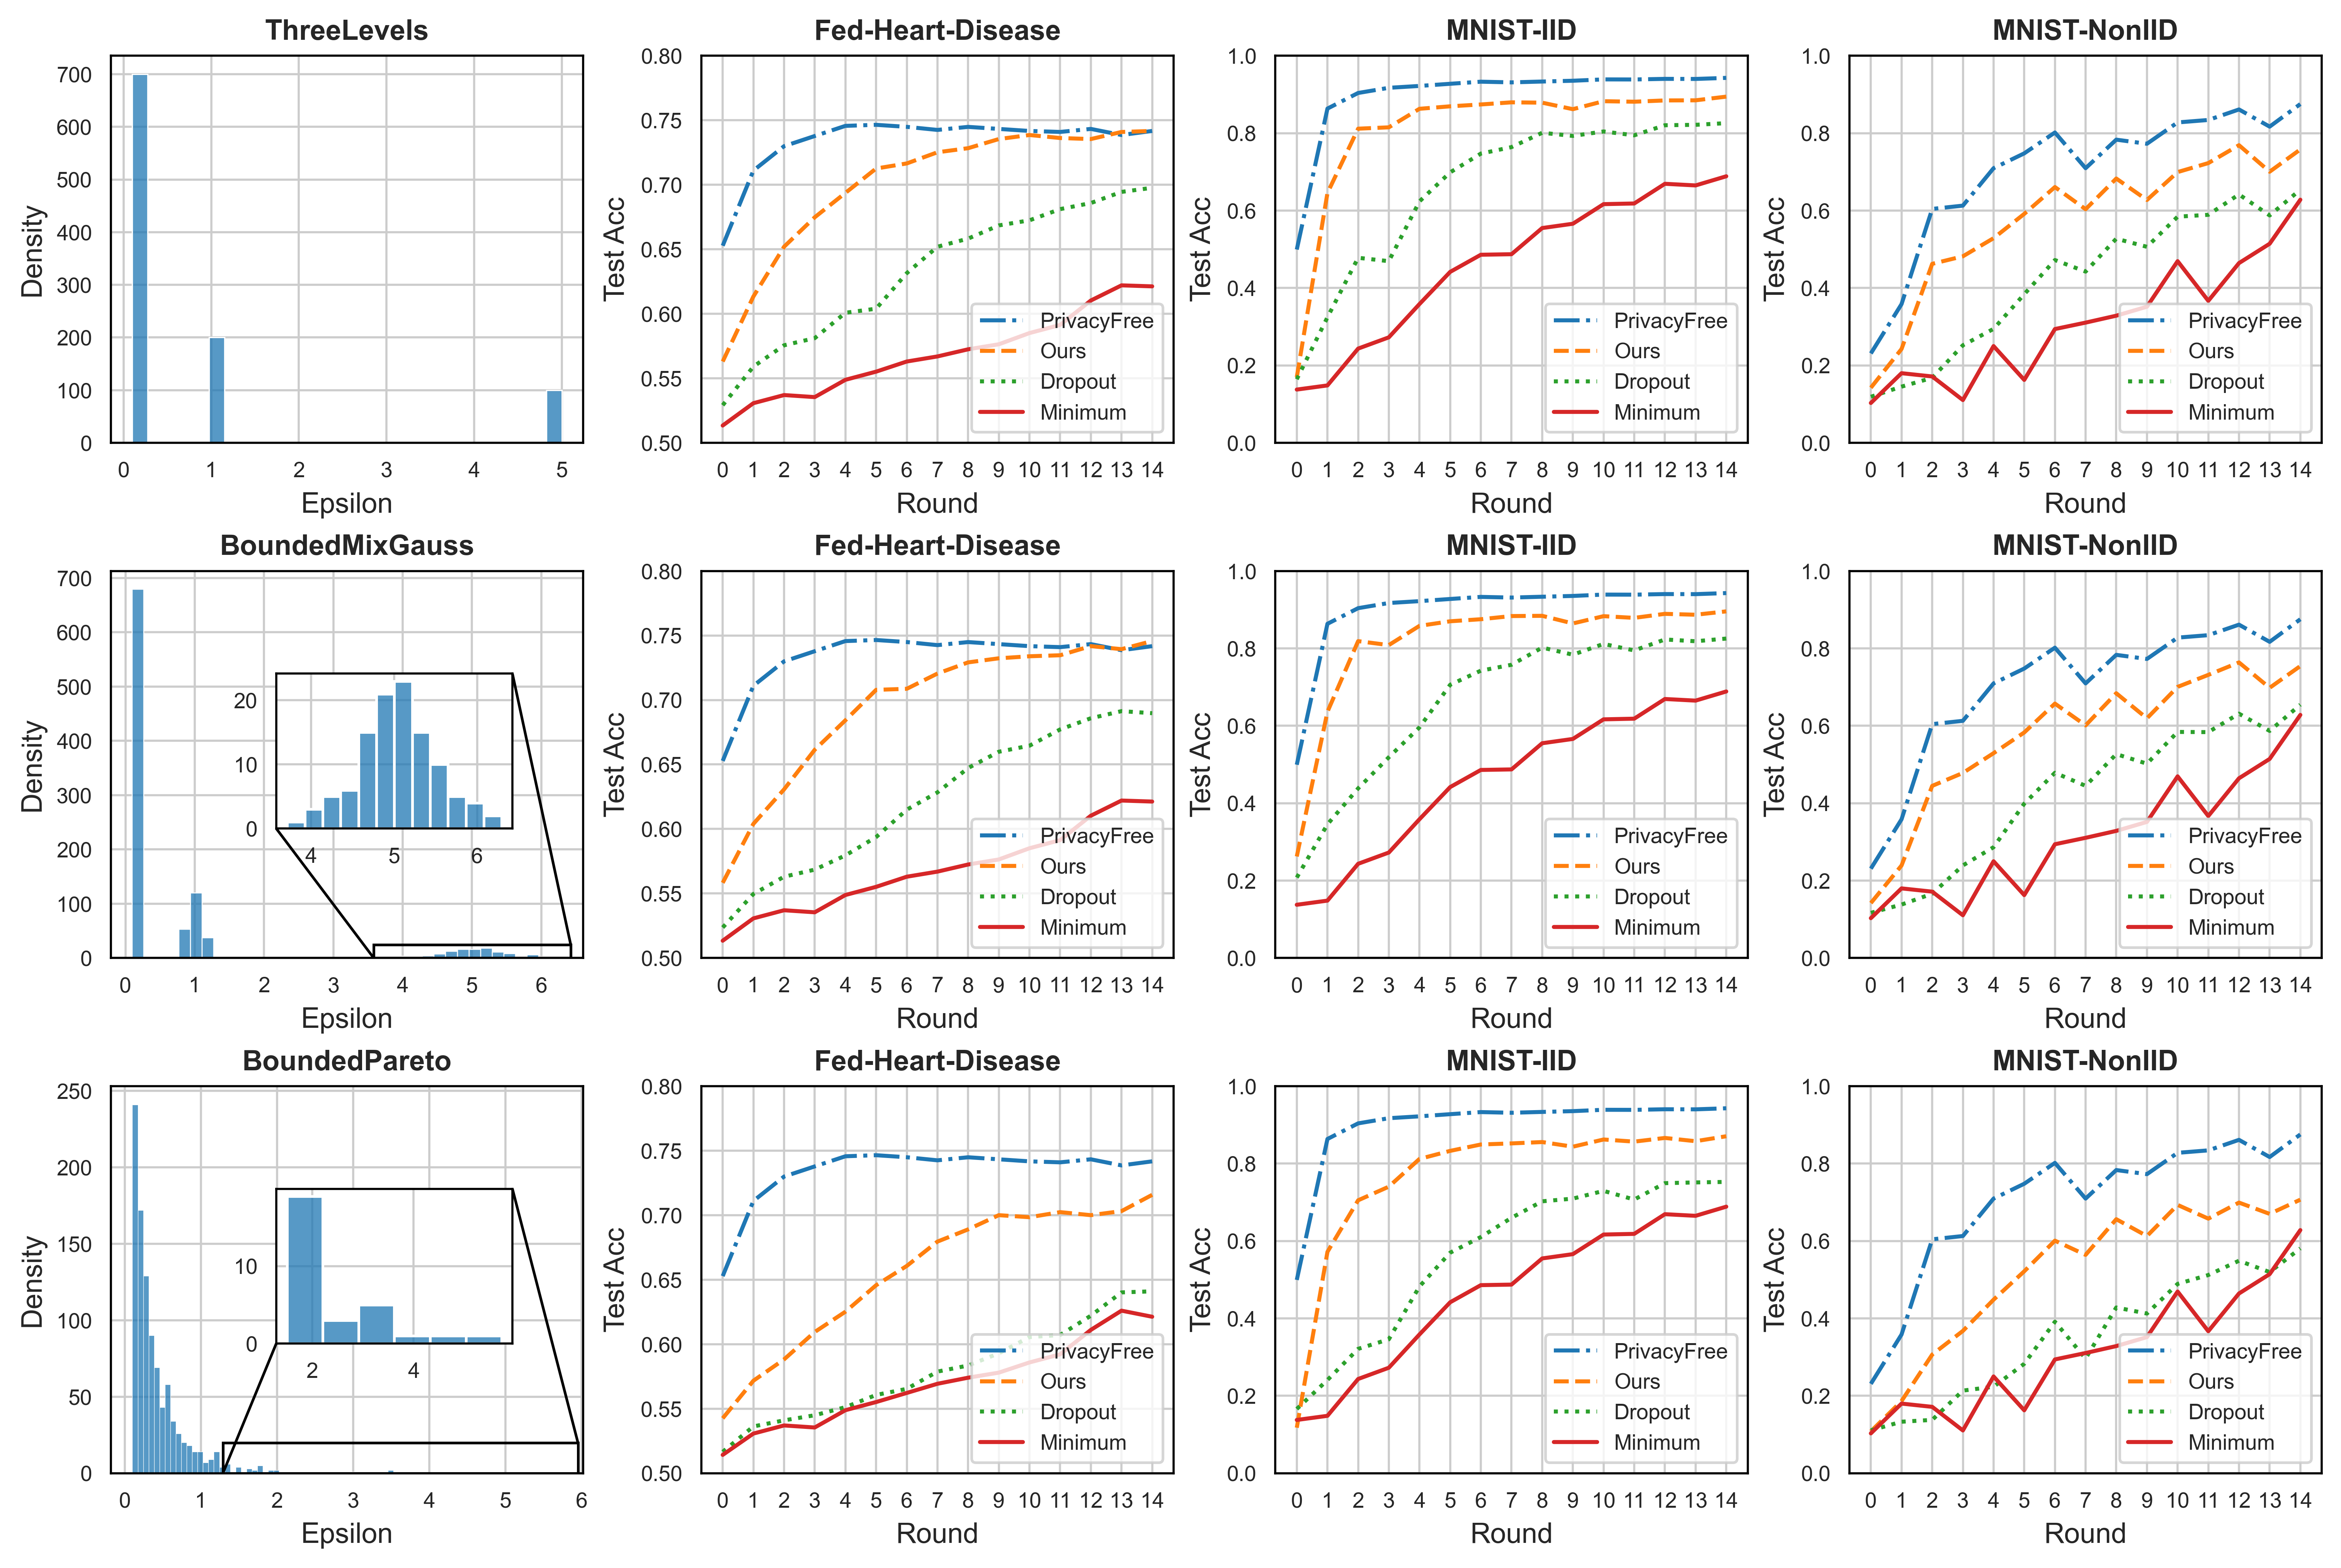 ThreeLevels
Density
700
600
500
400
300
200
100
0
0 1 2 3 4 5
Epsilon
Fed-Heart-Disease
Test Acc
0.80
0.75
0.70
0.65
0.60
0.55
0.50
PrivacyFree
Ours
Dropout
Minimum
0 1 2 3 4 5 6 7 8 9 10 11 12 13 14
Round
MNIST-IID
Test Acc
1.0
0.8
0.6
0.4
0.2
0.0
PrivacyFree
Ours
Dropout
Minimum
0 1 2 3 4 5 6 7 8 9 10 11 12 13 14
Round
MNIST-NonIID
Test Acc
1.0
0.8
0.6
0.4
0.2
0.0
PrivacyFree
Ours
Dropout
Minimum
0 1 2 3 4 5 6 7 8 9 10 11 12 13 14
Round
BoundedMixGauss
Density
700
600
500
400
300
200
100
0
20
10
0
4 5 6
0 1 2 3 4 5 6
Epsilon
Fed-Heart-Disease
Test Acc
0.80
0.75
0.70
0.65
0.60
0.55
0.50
PrivacyFree
Ours
Dropout
Minimum
0 1 2 3 4 5 6 7 8 9 10 11 12 13 14
Round
MNIST-IID
Test Acc
1.0
0.8
0.6
0.4
0.2
0.0
PrivacyFree
Ours
Dropout
Minimum
0 1 2 3 4 5 6 7 8 9 10 11 12 13 14
Round
MNIST-NonIID
Test Acc
1.0
0.8
0.6
0.4
0.2
0.0
PrivacyFree
Ours
Dropout
Minimum
0 1 2 3 4 5 6 7 8 9 10 11 12 13 14
Round
BoundedPareto
Density
250
200
150
100
50
0
10
0
2 4
0 1 2 3 4 5 6
Epsilon
Fed-Heart-Disease
Test Acc
0.80
0.75
0.70
0.65
0.60
0.55
0.50
PrivacyFree
Ours
Dropout
Minimum
0 1 2 3 4 5 6 7 8 9 10 11 12 13 14
Round
MNIST-IID
Test Acc
1.0
0.8
0.6
0.4
0.2
0.0
PrivacyFree
Ours
Dropout
Minimum
0 1 2 3 4 5 6 7 8 9 10 11 12 13 14
Round
MNIST-NonIID
Test Acc
1.0
0.8
0.6
0.4
0.2
0.0
PrivacyFree
Ours
Dropout
Minimum
0 1 2 3 4 5 6 7 8 9 10 11 12 13 14
Round